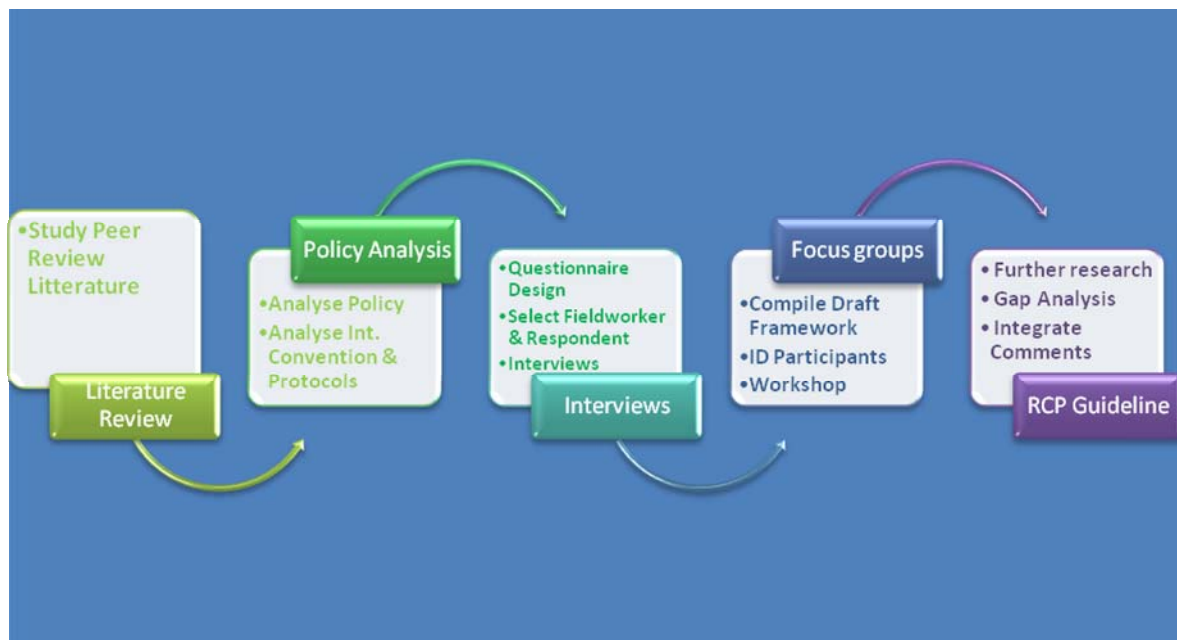 •Study Peer
Review
Litterature
Literature
Review
Policy Analysis
•Analyse Policy
•Analyse Int.
Convention &
Protocols
•Questionnaire
Design
•Select Fieldworker
& Respondent
•Interviews
Interviews
Focus groups
•Compile Draft
Framework
•ID Participants
•Workshop
•Further research
•Gap Analysis
•Integrate
Comments
RCP Guideline